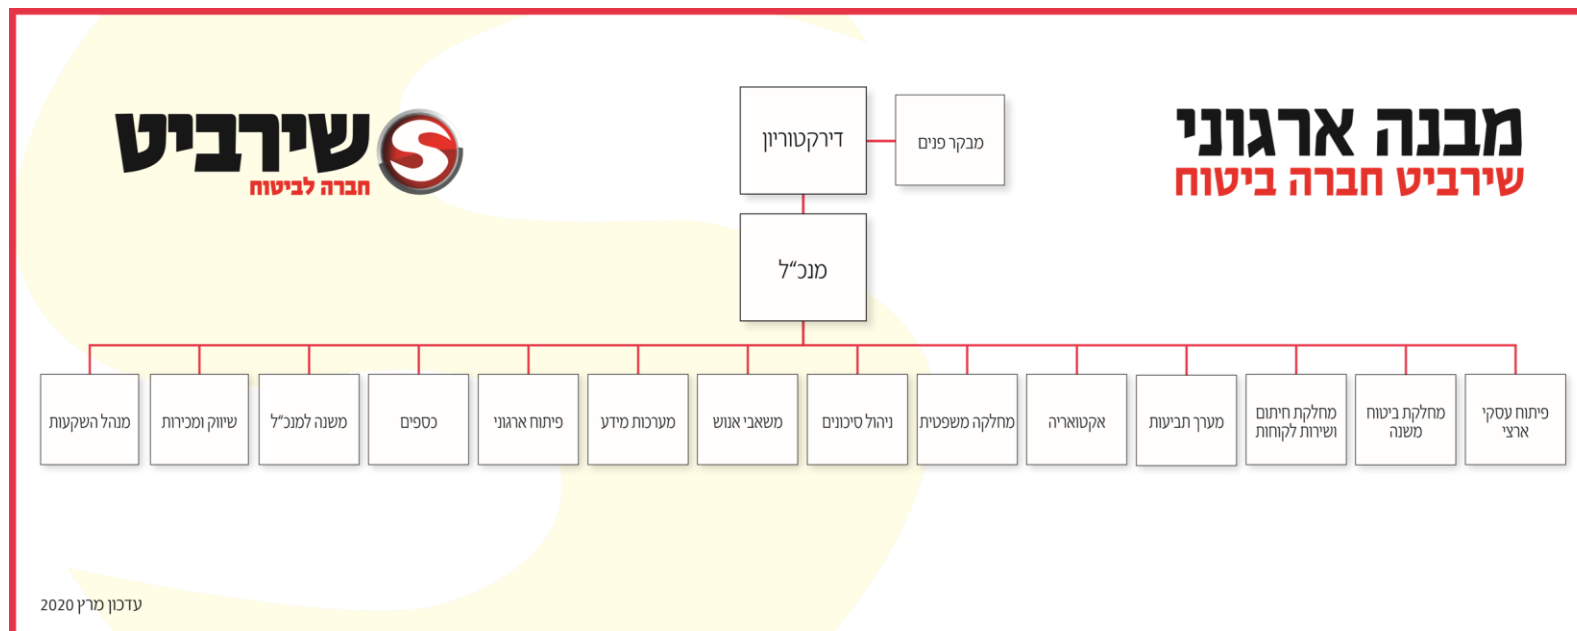 מבנה ארגוני
שירביט חברה ביטוח
שירביט
חברה לביטוח
מבקר פנים
דירקטוריון
מנכ“ל
פיתוח עסקי
ארצי
מחלקת ביטוח
משנה
מחלקת חיתום
ושירות לקוחות
מערך תביעות
אקטואריה
מחלקה משפטית
ניהול סיכונים
משאבי אנוש
מערכות מידע
פיתוח ארגוני
כספים
משנה למנכ“ל
שיווק ומכירות
מנהל השקעות
עדכון מרץ 2020